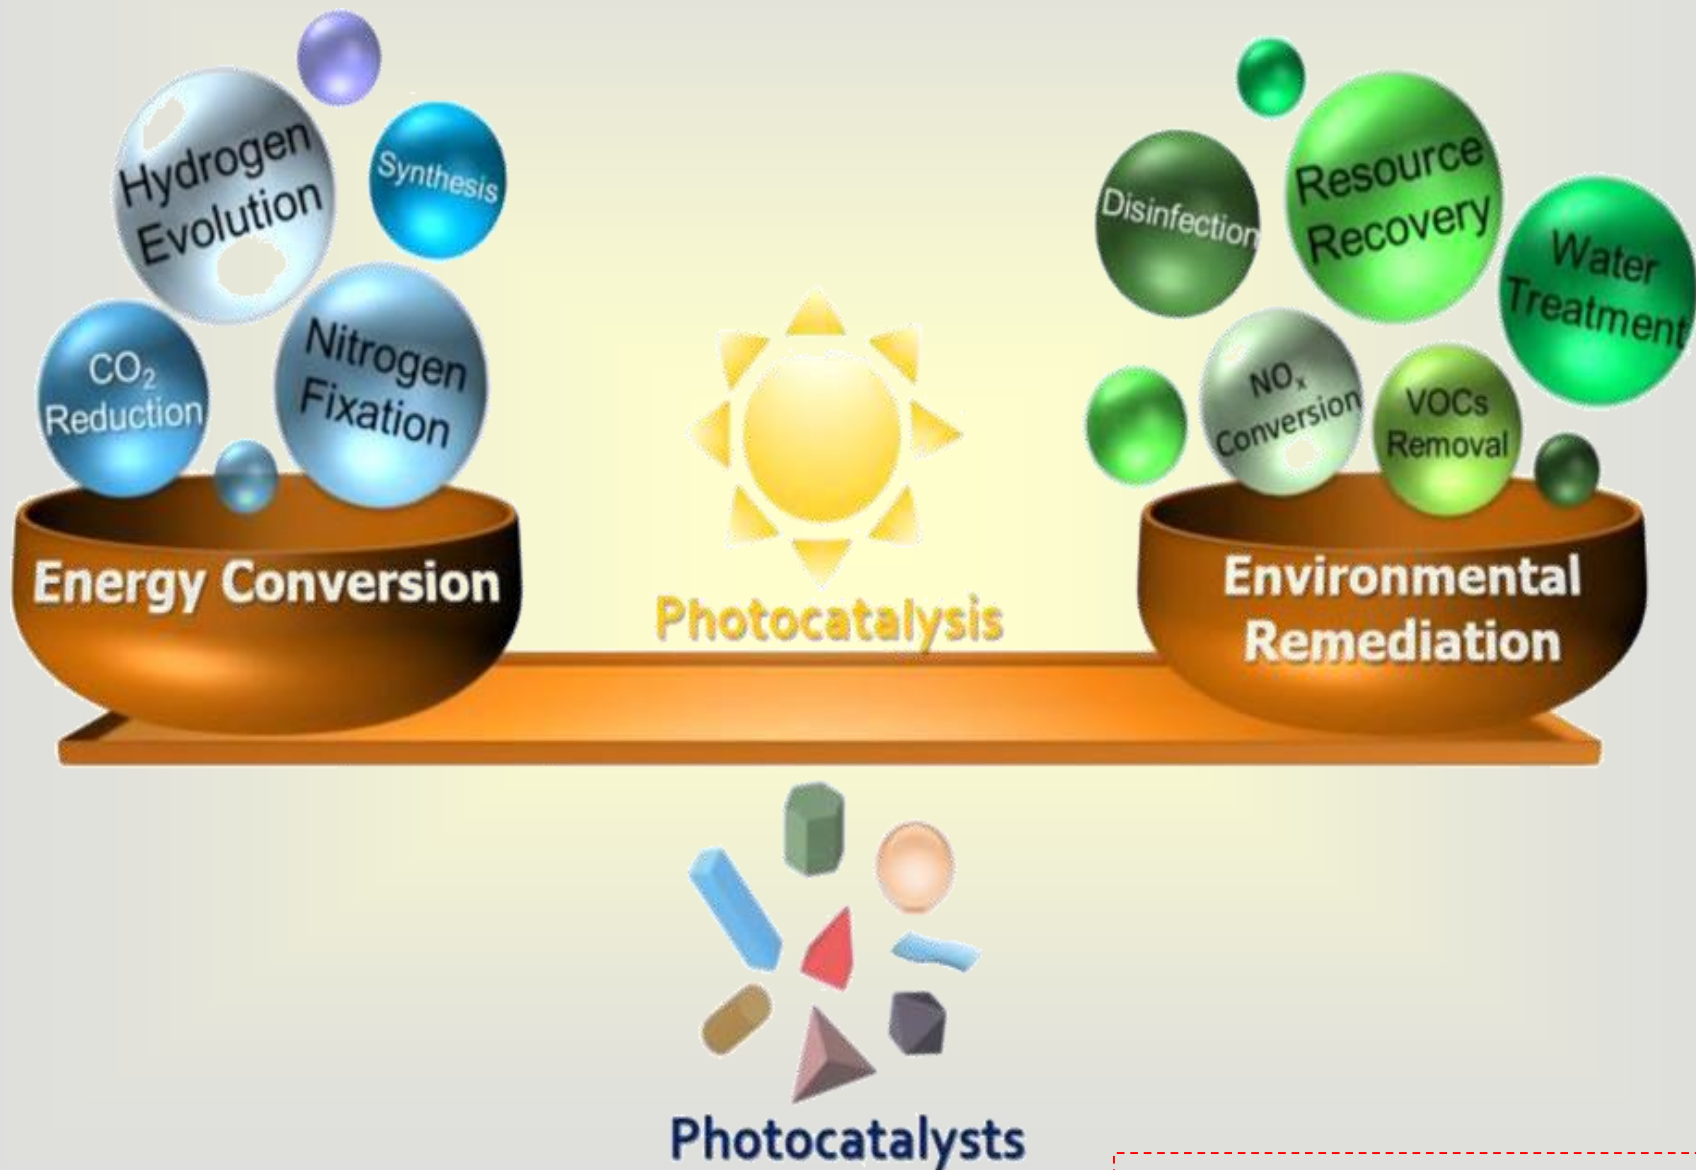 Hydrogen
Evolution
Synthesis
CO₂
Reduction
Nitrogen
Fixation
Energy Conversion
Photocatalysis
Disinfection
Resource
Recovery
Water
Treatment
NOₓ
Conversion
VOCs
Removal
Environmental
Remediation
Photocatalysts